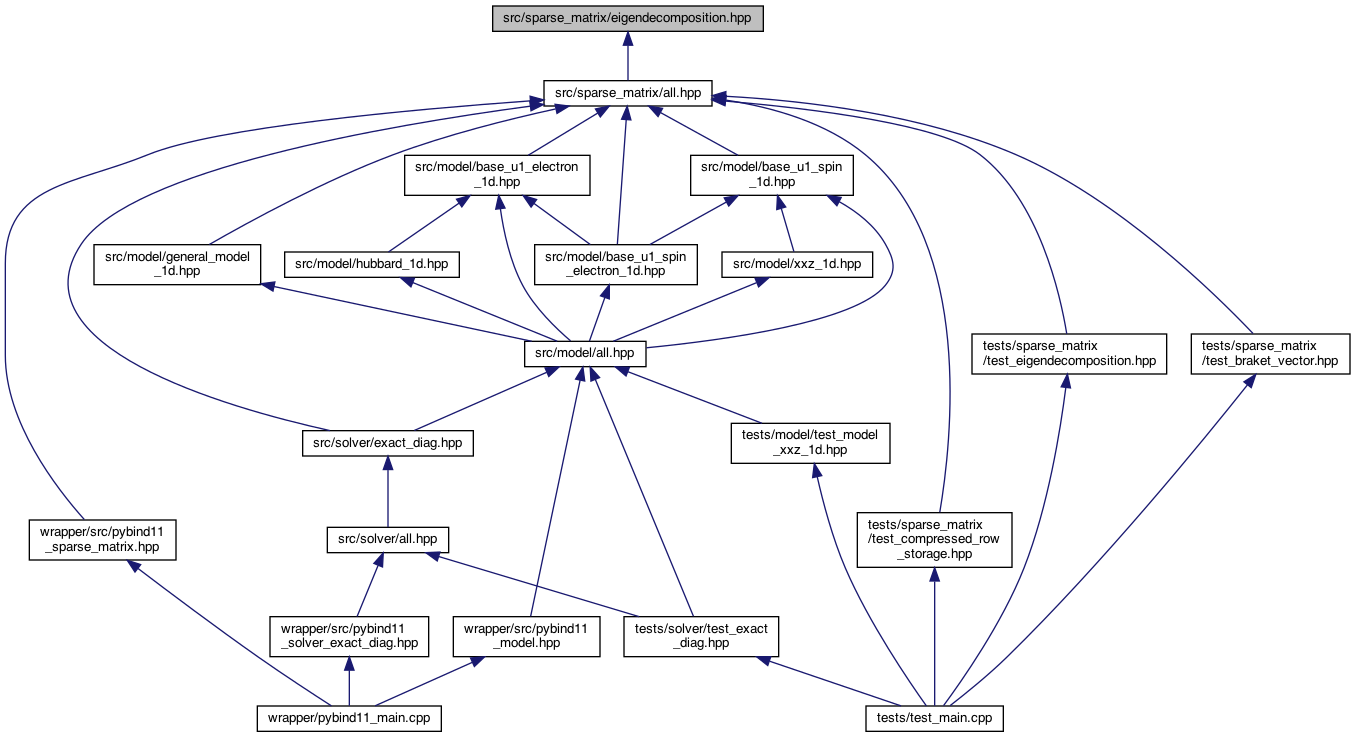 src/sparse_matrix/eigendecomposition.hpp
src/sparse_matrix/all.hpp
src/model/base_u1_electron
_1d.hpp
src/model/base_u1_spin
_1d.hpp
src/model/general_model
_1d.hpp
src/model/hubbard_1d.hpp
src/model/base_u1_spin
_electron_1d.hpp
src/model/xxz_1d.hpp
src/model/all.hpp
tests/sparse_matrix
/test_eigendecomposition.hpp
tests/sparse_matrix
/test_braket_vector.hpp
src/solver/exact_diag.hpp
tests/model/test_model
_xxz_1d.hpp
wrapper/src/pybind11
_sparse_matrix.hpp
src/solver/all.hpp
tests/sparse_matrix
/test_compressed_row
_storage.hpp
wrapper/src/pybind11
_solver_exact_diag.hpp
wrapper/src/pybind11
_model.hpp
tests/solver/test_exact
_diag.hpp
wrapper/pybind11_main.cpp
tests/test_main.cpp